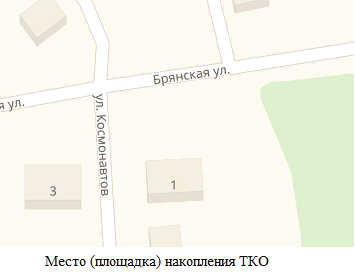 Брянская ул.
я ул.
ул. Космонавтов
3
1
Место (площадка) накопления ТКО